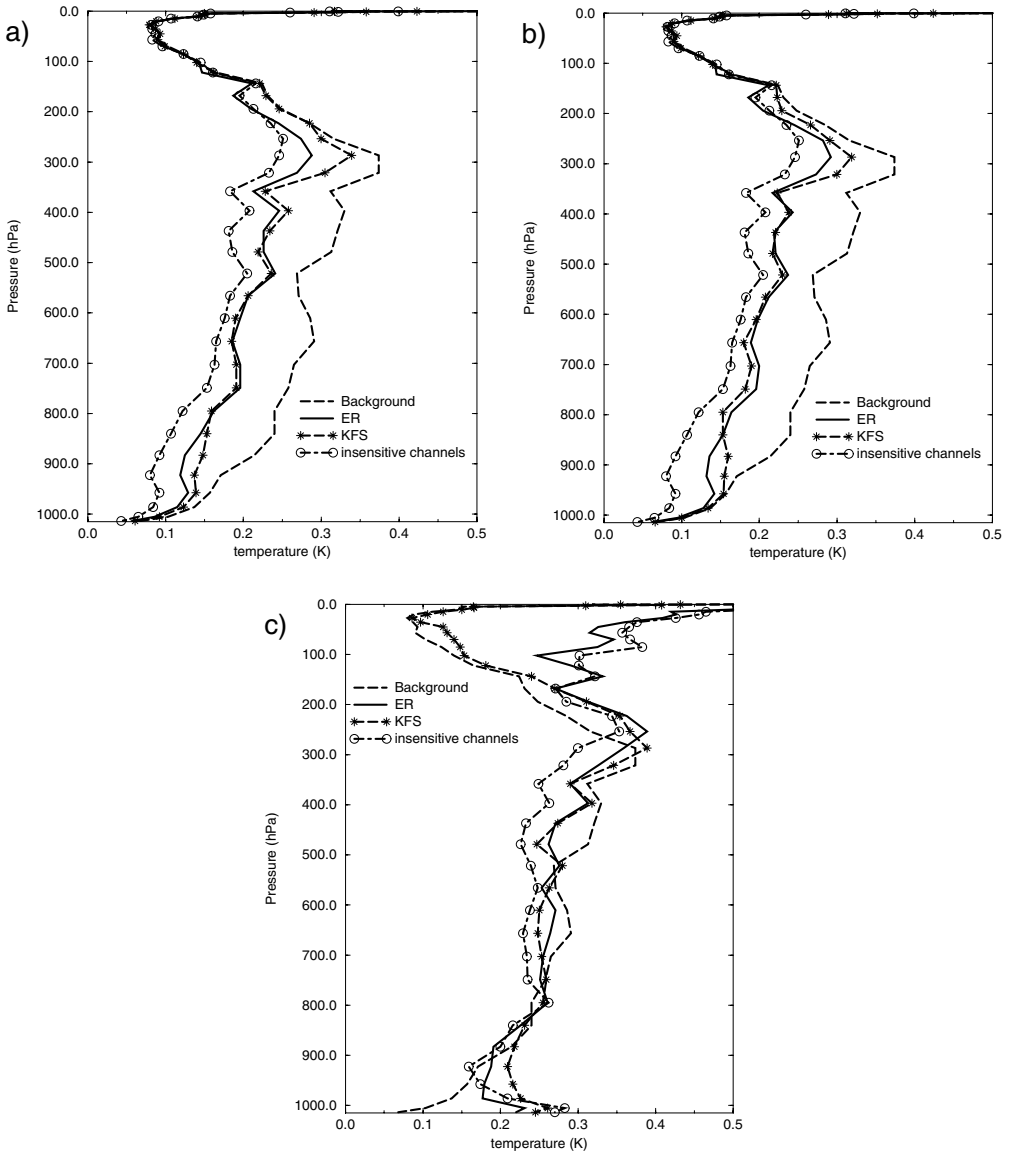 a)
0.0
100.0
200.0
300.0
400.0
500.0
600.0
700.0
800.0
900.0
1000.0
Pressure (hPa)
Background
ER
KFS
insensitive channels
0.0 0.1 0.2 0.3 0.4 0.5
temperature (K)
b)
0.0
100.0
200.0
300.0
400.0
500.0
600.0
700.0
800.0
900.0
1000.0
Pressure (hPa)
Background
ER
KFS
insensitive channels
0.0 0.1 0.2 0.3 0.4 0.5
temperature (K)
c)
0.0
100.0
200.0
300.0
400.0
500.0
600.0
700.0
800.0
900.0
1000.0
Pressure (hPa)
Background
ER
KFS
insensitive channels
0.0 0.1 0.2 0.3 0.4 0.5
temperature (K)